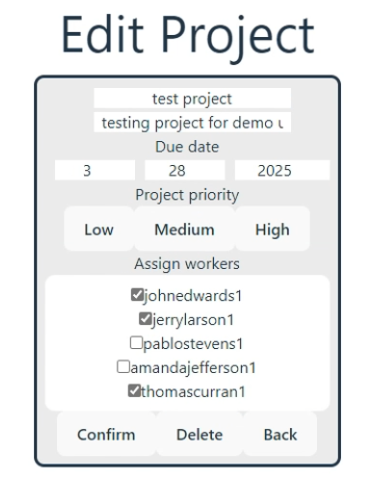 Edit Project
test project
testing project for demo u
Due date
3 28 2025
Project priority
Low Medium High
Assign workers
johnedwards1
jerrylarson1
pablostevens1
amandajefferson1
thomascurran1
Confirm Delete Back